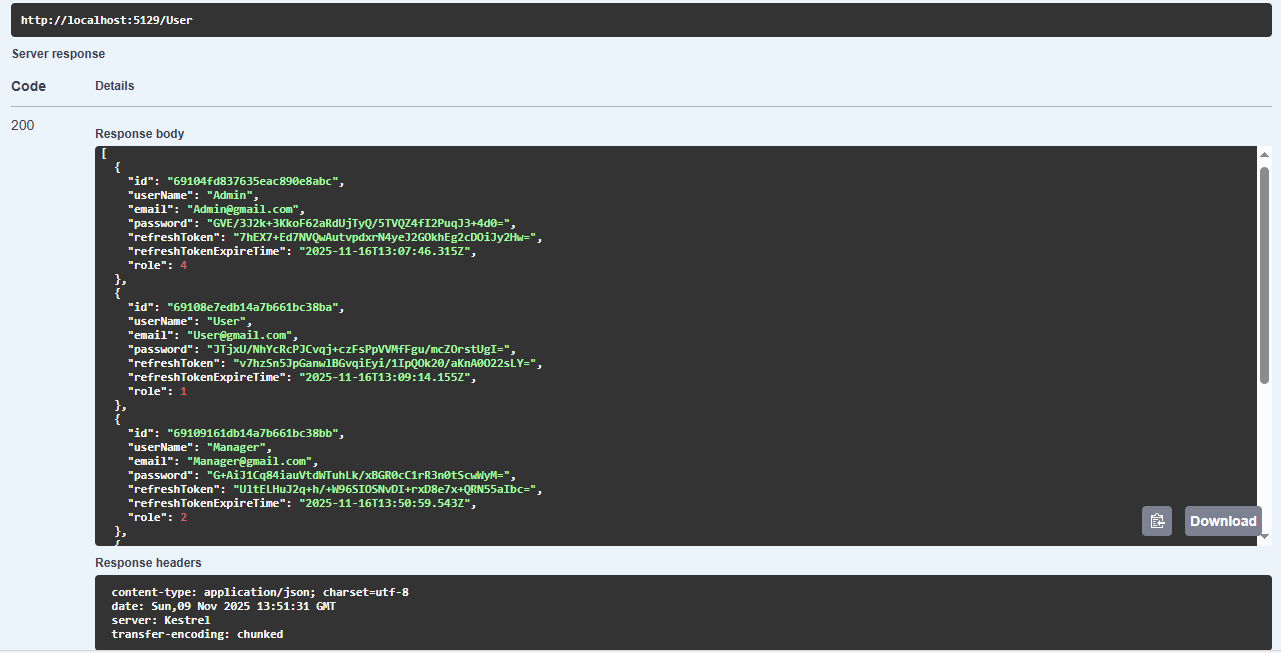 http://localhost:5129/User
Server response
Code Details
200
Response body
[
  {
    "id": "69104fd837635eac890e8abc",
    "userName": "Admin",
    "email": "Admin@gmail.com",
    "password": "GVE/3J2k+3KkoF62aRdUjTyQ/5TVQZ4fI2PuqJ3+4d0=",
    "refreshToken": "7hEX7+Ed7NVQwAutvpdxrN4yeJ2GOkhEg2cDOiJy2Hw=",
    "refreshTokenExpireTime": "2025-11-16T13:07:46.315Z",
    "role": 4
  },
  {
    "id": "69108e7edb14a7b661bc38ba",
    "userName": "User",
    "email": "User@gmail.com",
    "password": "JTjxU/NhYcRcPJCvqj+czFsPpVVMfFgu/mcZOrstUgI=",
    "refreshToken": "v7hzSn5JpGanwlBGvqiEyi/1IpQOk20/aKnA0O22sLY=",
    "refreshTokenExpireTime": "2025-11-16T13:09:14.155Z",
    "role": 1
  },
  {
    "id": "69109161db14a7b661bc38bb",
    "userName": "Manager",
    "email": "Manager@gmail.com",
    "password": "G+AiJ1Cq84iauVtdWTuhLk/xBGR0cC1rR3n0tScwWyM=",
    "refreshToken": "UltELHuJ2q+h/+W96SIOSNvDI+rxD8e7x+QRN55aIbc=",
    "refreshTokenExpireTime": "2025-11-16T13:50:59.543Z",
    "role": 2
  },
  {
Download
Response headers
content-type: application/json; charset=utf-8
date: Sun,09 Nov 2025 13:51:31 GMT
server: Kestrel
transfer-encoding: chunked